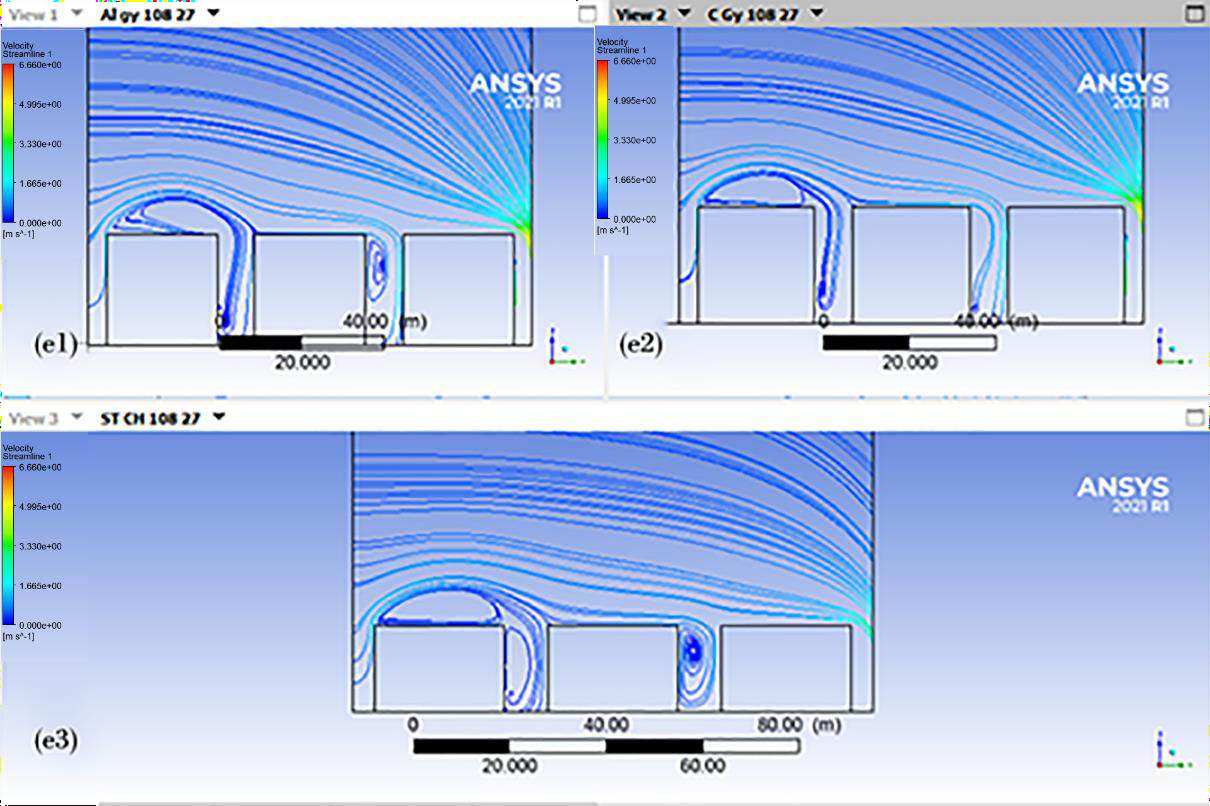 View 1 Al gy 108 27
Velocity
Streamline 1
6.660e+00
4.995e+00
3.330e+00
1.665e+00
0.000e+00
[m s^-1]
ANSYS
2021 R1
(e1)
0 40.00 (m)
20.000
View 2 C Gy 108 27
Velocity
Streamline 1
6.660e+00
4.995e+00
3.330e+00
1.665e+00
0.000e+00
[m s^-1]
ANSYS
2021 R1
(e2)
0 40.00 (m)
20.000
View 3 ST CH 108 27
Velocity
Streamline 1
6.660e+00
4.995e+00
3.330e+00
1.665e+00
0.000e+00
[m s^-1]
ANSYS
2021 R1
(e3)
0 40.00 80.00 (m)
20.000 60.00